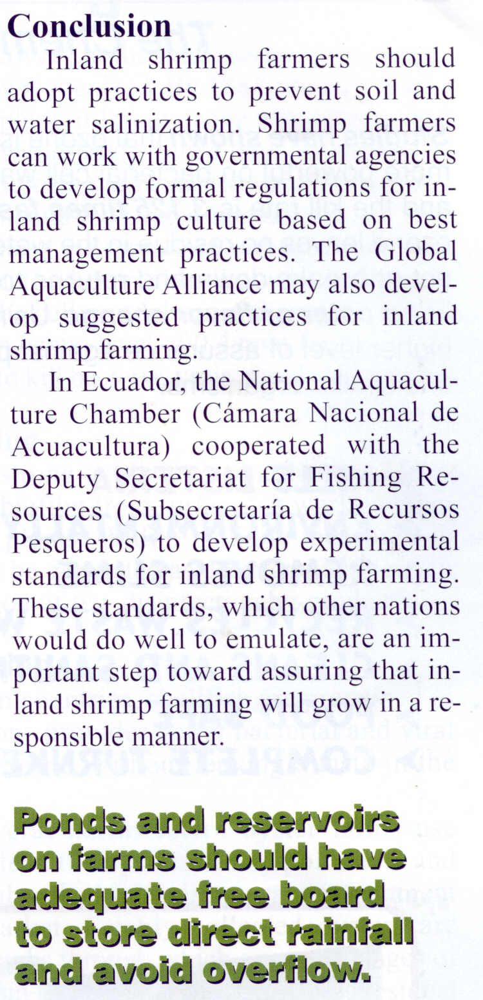 Conclusion
Inland shrimp farmers should
adopt practices to prevent soil and
water salinization. Shrimp farmers
can work with governmental agencies
to develop formal regulations for in-
land shrimp culture based on best
management practices. The Global
Aquaculture Alliance may also devel-
op suggested practices for inland
shrimp farming.
In Ecuador, the National Aquacul-
ture Chamber (Cámara Nacional de
Acuacultura) cooperated with the
Deputy Secretariat for Fishing Re-
sources (Subsecretaría de Recursos
Pesqueros) to develop experimental
standards for inland shrimp farming.
These standards, which other nations
would do well to emulate, are an im-
portant step toward assuring that in-
land shrimp farming will grow in a re-
sponsible manner.
Ponds and reservoirs
on farms should have
adequate free board
to store direct rainfall
and avoid overflow.